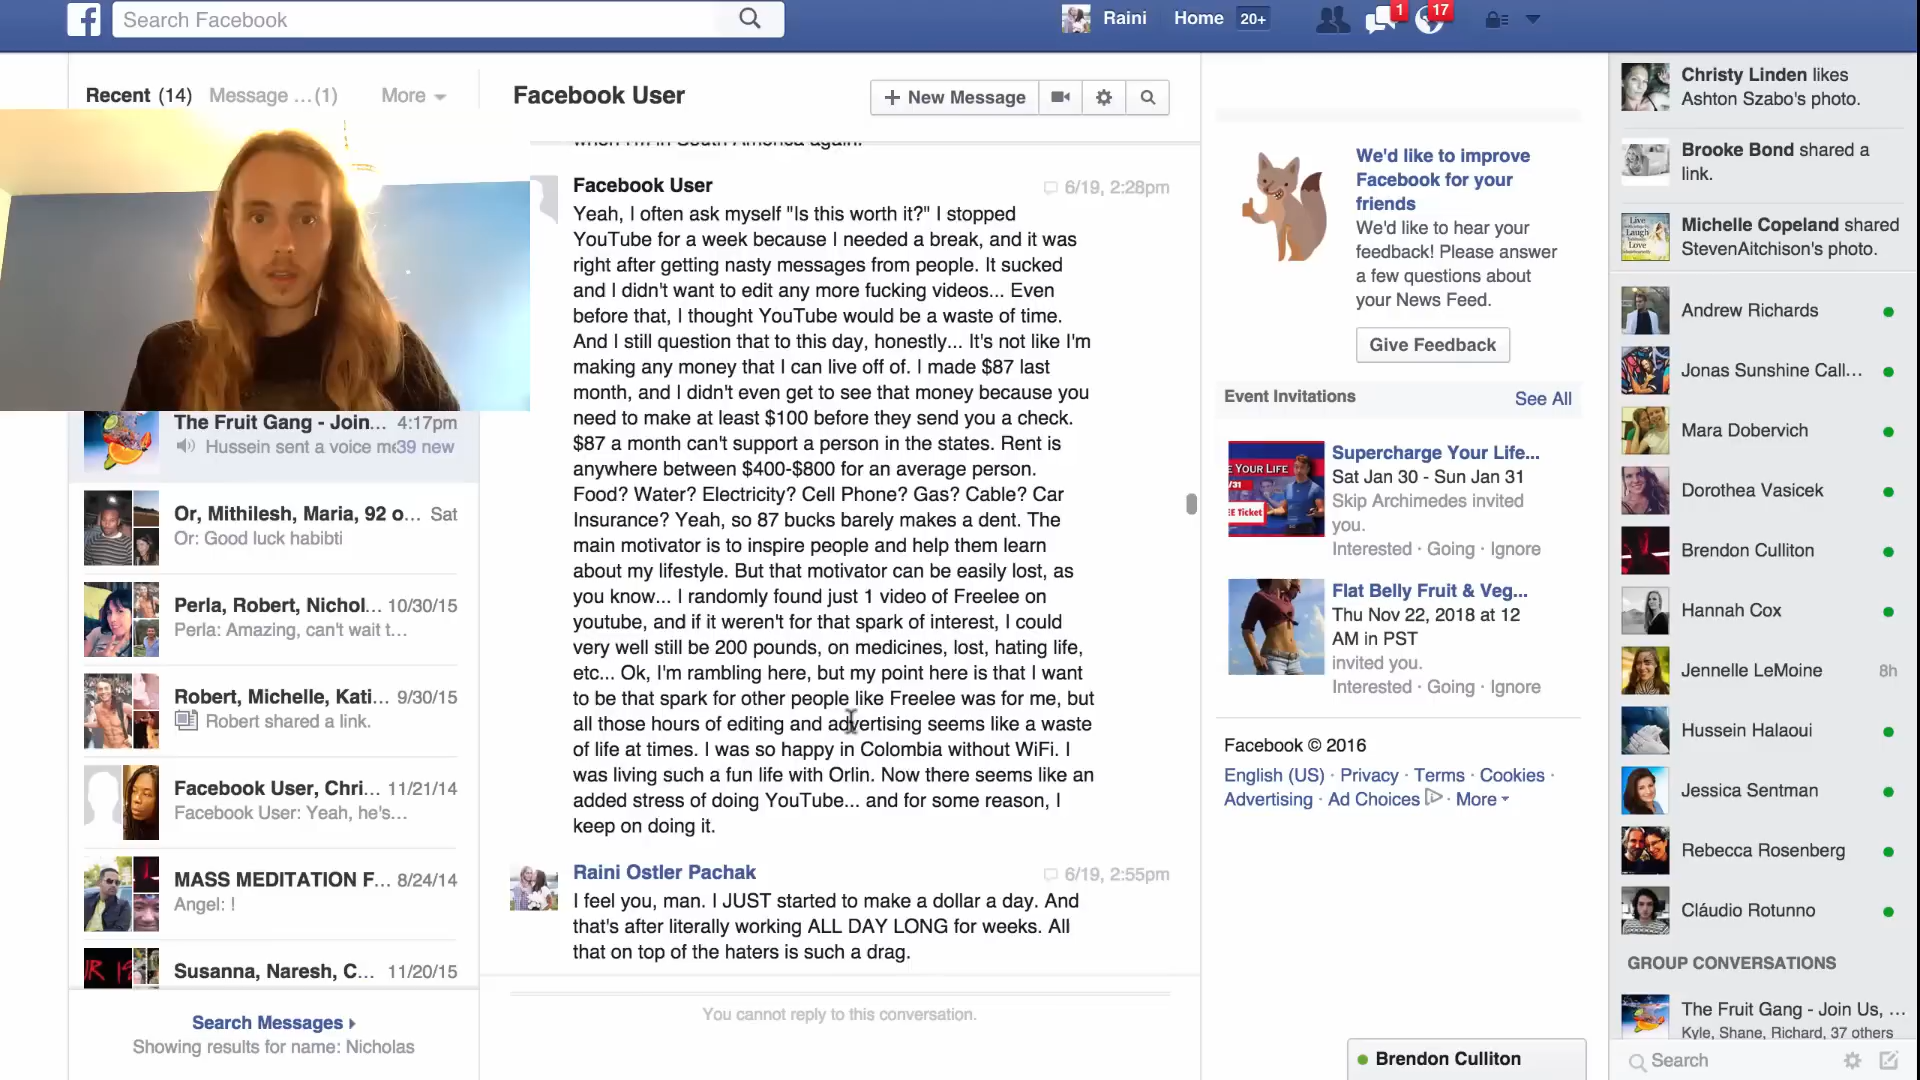 Search Facebook
Raini
Home 20+
1
17
Recent (14)
Message ...(1)
More
Facebook User
+ New Message
when I'm in South America again.
Facebook User
6/19, 2:28pm
Yeah, I often ask myself "Is this worth it?" I stopped
YouTube for a week because I needed a break, and it was
right after getting nasty messages from people. It sucked
and I didn't want to edit any more fucking videos... Even
before that, I thought YouTube would be a waste of time.
And I still question that to this day, honestly... It's not like I'm
making any money that I can live off of. I made $87 last
month, and I didn't even get to see that money because you
need to make at least $100 before they send you a check.
$87 a month can't support a person in the states. Rent is
anywhere between $400-$800 for an average person.
Food? Water? Electricity? Cell Phone? Gas? Cable? Car
Insurance? Yeah, so 87 bucks barely makes a dent. The
main motivator is to inspire people and help them learn
about my lifestyle. But that motivator can be easily lost, as
you know... I randomly found just 1 video of Freelee on
youtube, and if it weren't for that spark of interest, I could
very well still be 200 pounds, on medicines, lost, hating life,
etc... Ok, I'm rambling here, but my point here is that I want
to be that spark for other people like Freelee was for me, but
all those hours of editing and advertising seems like a waste
of life at times. I was so happy in Colombia without WiFi. I
was living such a fun life with Orlin. Now there seems like an
added stress of doing YouTube... and for some reason, I
keep on doing it.
Raini Ostler Pachak
6/19, 2:55pm
I feel you, man. I JUST started to make a dollar a day. And
that's after literally working ALL DAY LONG for weeks. All
that on top of the haters is such a drag.
You cannot reply to this conversation.
The Fruit Gang - Join... 4:17pm
Hussein sent a voice me 39 new
Or, Mithilesh, Maria, 92 o... Sat
Or: Good luck habibti
Perla, Robert, Nichol... 10/30/15
Perla: Amazing, can't wait t...
Robert, Michelle, Kati... 9/30/15
Robert shared a link.
Facebook User, Chri... 11/21/14
Facebook User: Yeah, he's...
MASS MEDITATION F... 8/24/14
Angel: !
Susanna, Naresh, C... 11/20/15
Search Messages
Showing results for name: Nicholas
We'd like to improve
Facebook for your
friends
We'd like to hear your
feedback! Please answer
a few questions about
your News Feed.
Give Feedback
Event Invitations
See All
E YOUR LIFE
/31
EE Ticket
Supercharge Your Life...
Sat Jan 30 - Sun Jan 31
Skip Archimedes invited
you.
Interested · Going · Ignore
Flat Belly Fruit & Veg...
Thu Nov 22, 2018 at 12
AM in PST
invited you.
Interested · Going · Ignore
Facebook © 2016
English (US) · Privacy · Terms · Cookies ·
Advertising · Ad Choices · More
Brendon Culliton
Christy Linden likes
Ashton Szabo's photo.
Brooke Bond shared a
link.
Live
Laugh
Love
Michelle Copeland shared
StevenAitchison's photo.
Andrew Richards
Jonas Sunshine Call...
Mara Dobervich
Dorothea Vasicek
Brendon Culliton
Hannah Cox
Jennelle LeMoine 8h
Hussein Halaoui
Jessica Sentman
Rebecca Rosenberg
Cláudio Rotunno
GROUP CONVERSATIONS
The Fruit Gang - Join Us, ...
Kyle, Shane, Richard, 37 others
Search